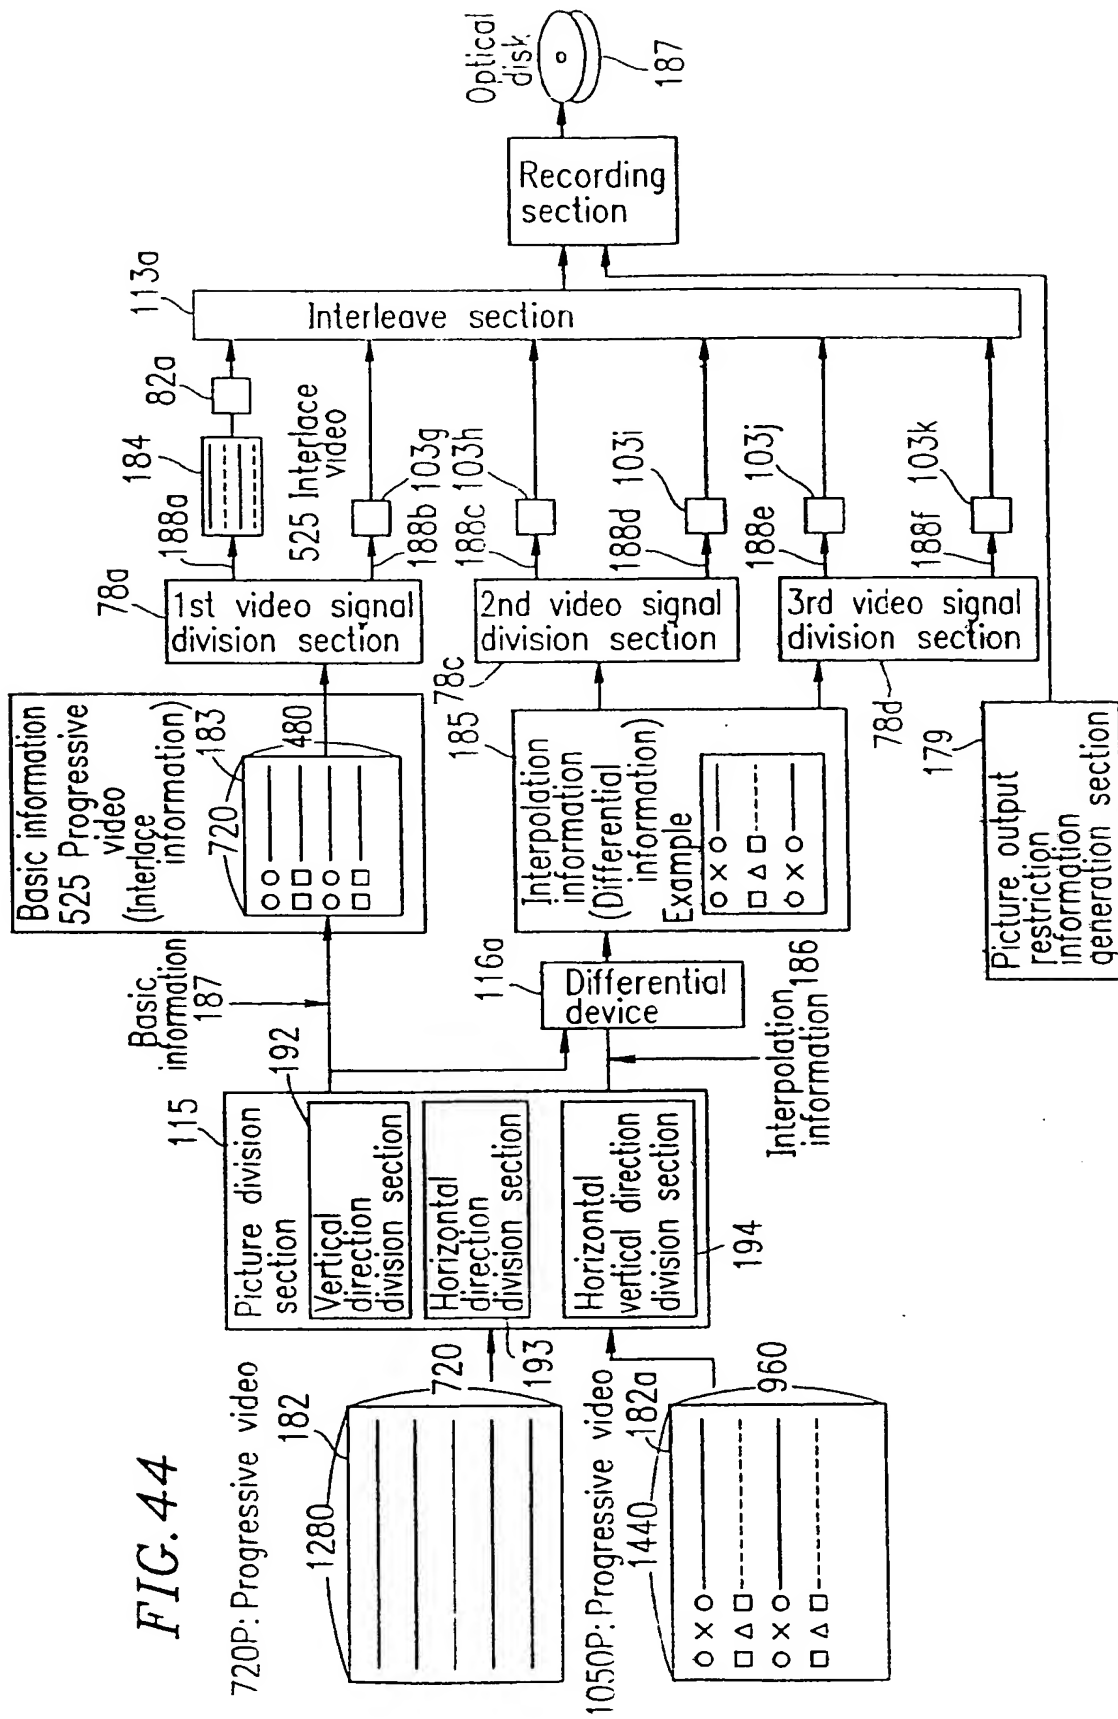 FIG. 44
720P: Progressive video
1280
182
720
1050P: Progressive video
1440
182a
960
115
Picture division
section
192
Vertical
direction
division section
Horizontal
direction
division section
193
Horizontal
vertical direction
division section
194
Basic
information
187
Interpolation
information
186
116a
Differential
device
Basic information
525 Progressive
video
(Interlace
information)
183
720
480
185
Interpolation
information
(Differential
information)
Example
78a
1st video signal
division section
78c
2nd video signal
division section
78d
3rd video signal
division section
179
Picture output
restriction
information
generation section
188a
184
82a
525 Interlace
video
188b
103g
188c
103h
188d
103i
188e
103j
188f
103k
113a
Interleave section
Recording
section
Optical
disk
187